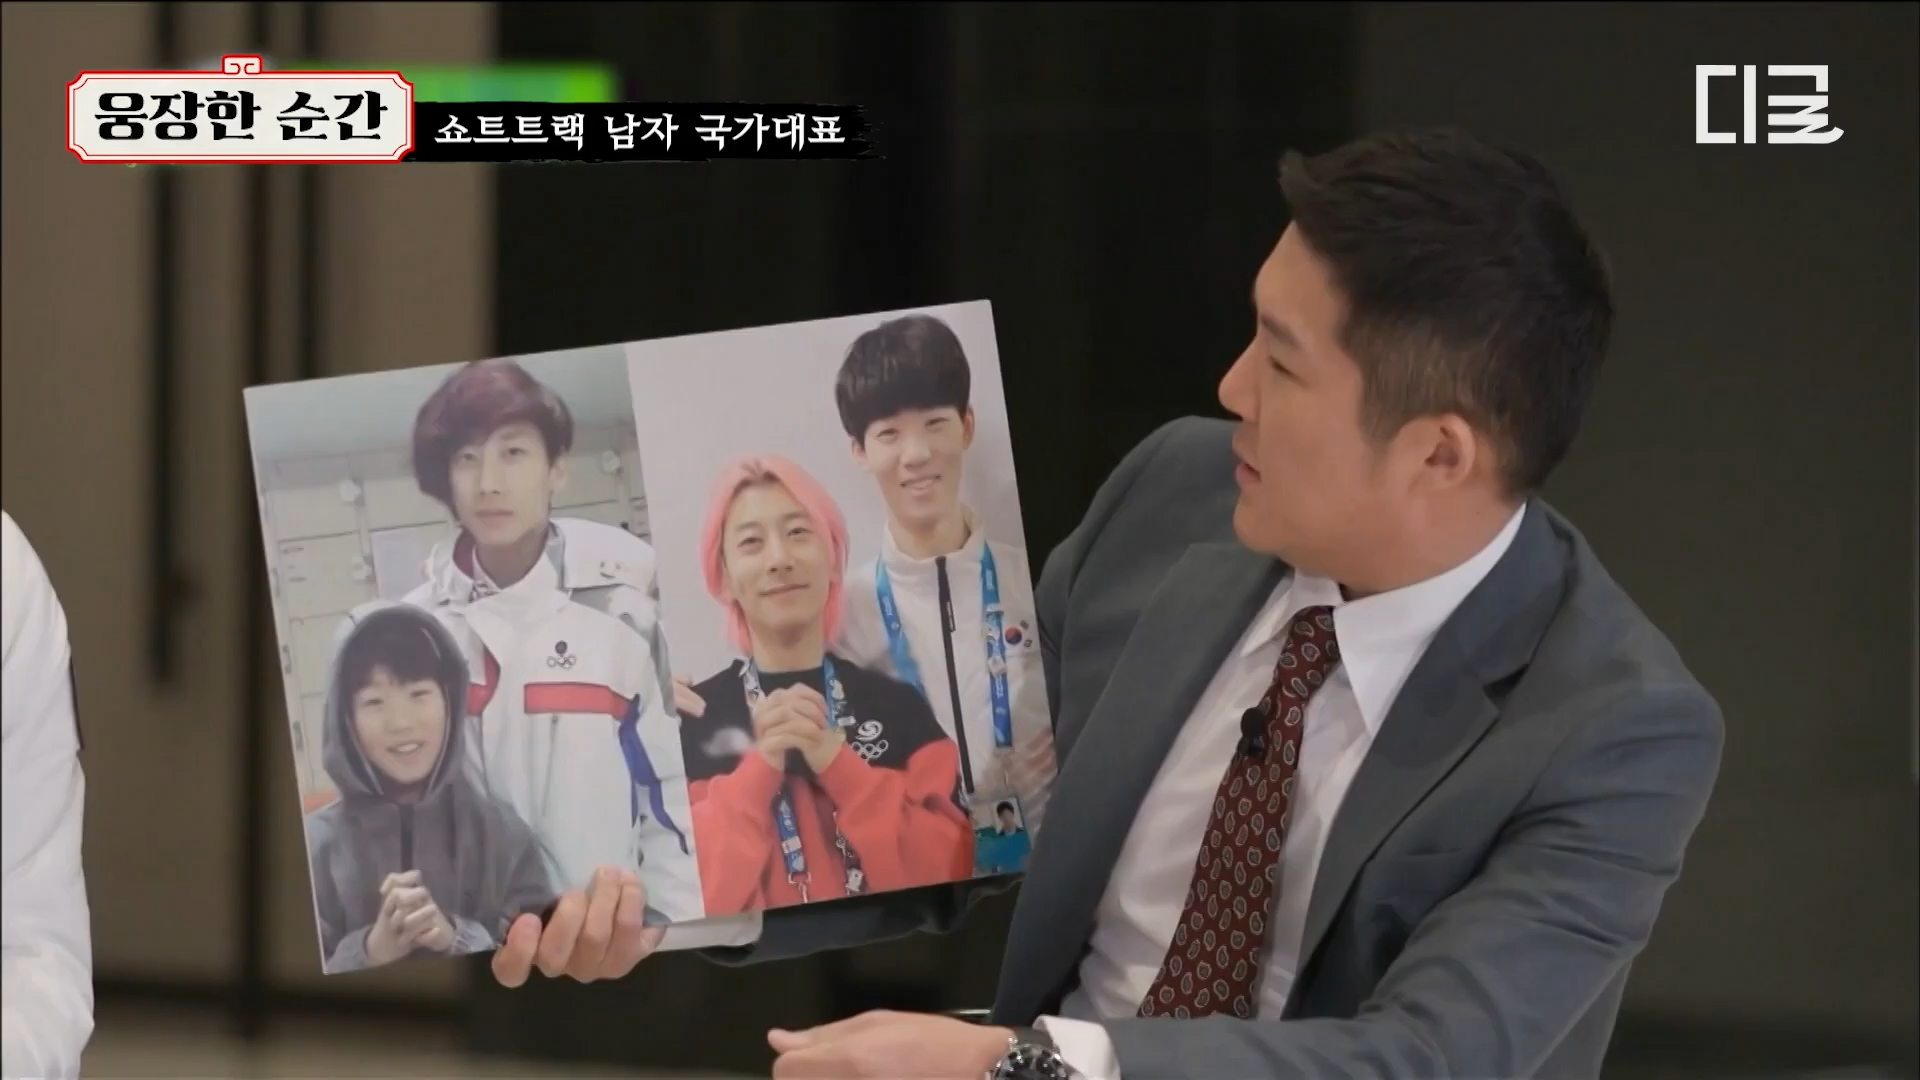 웅장한 순간
쇼트트랙 남자 국가대표
디글